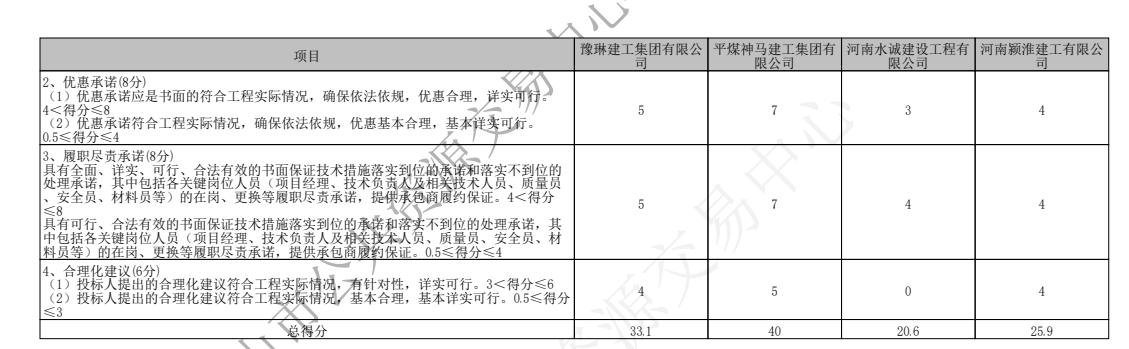 项目
豫琳建工集团有限公
司
平煤神马建工集团有
限公司
河南水诚建设工程有
限公司
河南颍淮建工有限公
司
2、优惠承诺(8分)
（1）优惠承诺应是书面的符合工程实际情况，确保依法依规，优惠合理，详实可行。
4＜得分≤8
（2）优惠承诺符合工程实际情况，确保依法依规，优惠基本合理，基本详实可行。
0.5≤得分≤4
5
7
3
4
3、履职尽责承诺(8分)
具有全面、详实、可行、合法有效的书面保证技术措施落实到位的承诺和落实不到位的
处理承诺，其中包括各关键岗位人员（项目经理、技术负责人及相关技术人员、质量员
、安全员、材料员等）的在岗、更换等履职尽责承诺，提供承包商履约保证。4＜得分
≤8
具有可行、合法有效的书面保证技术措施落实到位的承诺和落实不到位的处理承诺，其
中包括各关键岗位人员（项目经理、技术负责人及相关技术人员、质量员、安全员、材
料员等）的在岗、更换等履职尽责承诺，提供承包商履约保证。0.5≤得分≤4
5
7
4
4
4、合理化建议(6分)
（1）投标人提出的合理化建议符合工程实际情况，有针对性，详实可行。3＜得分≤6
（2）投标人提出的合理化建议符合工程实际情况，基本合理，基本详实可行。0.5≤得分
≤3
4
5
0
4
总得分
33.1
40
20.6
25.9
市公共资源交易中心
资源交易中心